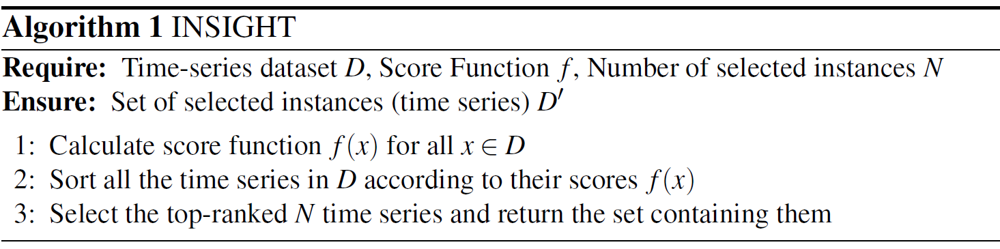 Algorithm 1 INSIGHT
Require: Time-series dataset D, Score Function f, Number of selected instances N
Ensure: Set of selected instances (time series) D′
1: Calculate score function f(x) for all x ∈ D
2: Sort all the time series in D according to their scores f(x)
3: Select the top-ranked N time series and return the set containing them